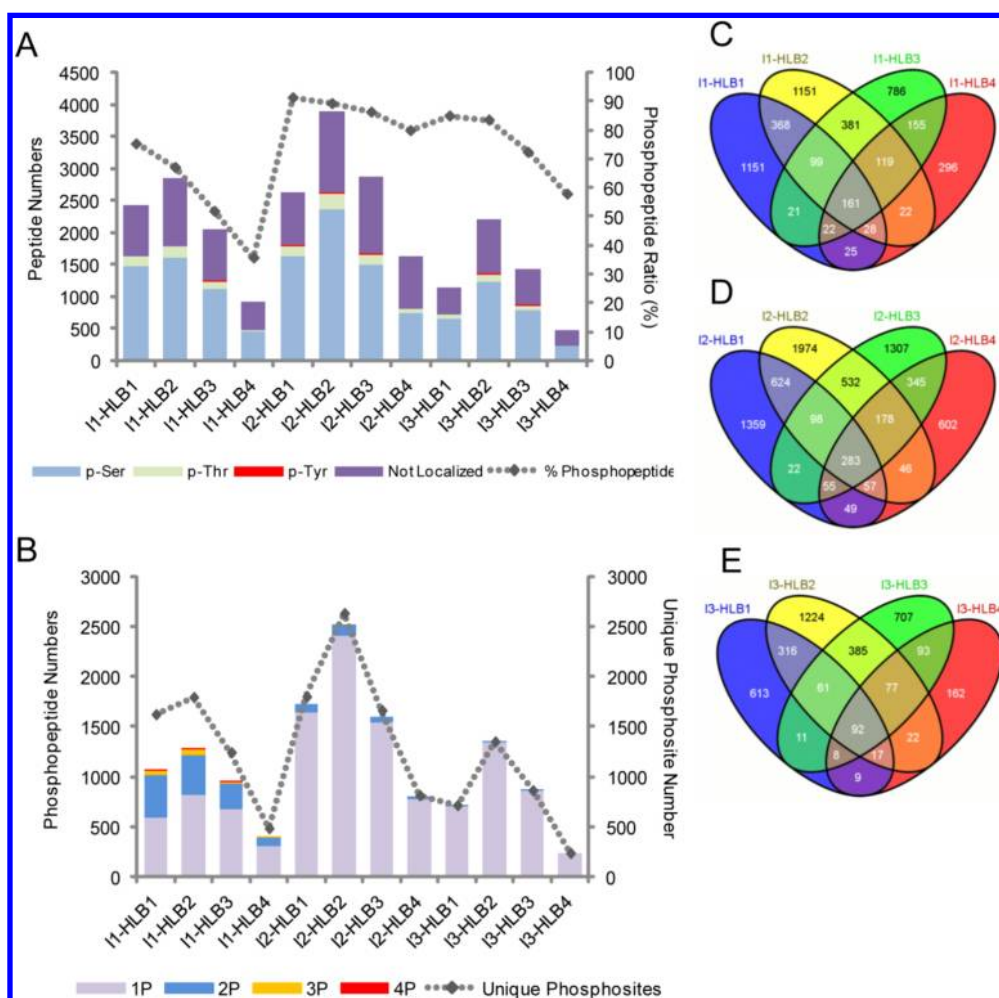 A
4500
4000
3500
3000
2500
2000
1500
1000
500
0
Peptide Numbers
100
90
80
70
60
50
40
30
20
10
0
Phosphopeptide Ratio (%)
I1-HLB1
I1-HLB2
I1-HLB3
I1-HLB4
I2-HLB1
I2-HLB2
I2-HLB3
I2-HLB4
I3-HLB1
I3-HLB2
I3-HLB3
I3-HLB4
p-Ser p-Thr p-Tyr Not Localized % Phosphopeptide
B
3000
2500
2000
1500
1000
500
0
Phosphopeptide Numbers
3000
2500
2000
1500
1000
500
0
Unique Phosphosite Number
I1-HLB1
I1-HLB2
I1-HLB3
I1-HLB4
I2-HLB1
I2-HLB2
I2-HLB3
I2-HLB4
I3-HLB1
I3-HLB2
I3-HLB3
I3-HLB4
1P 2P 3P 4P Unique Phosphosites
C
I1-HLB1
I1-HLB2
I1-HLB3
I1-HLB4
1151 786
368 381 155
1151 99 119 296
161
21 22 28 22
25
D
I2-HLB1
I2-HLB2
I2-HLB3
I2-HLB4
1974 1307
624 532 345
1359 98 178 602
283
22 55 57 46
49
E
I3-HLB1
I3-HLB2
I3-HLB3
I3-HLB4
1224 707
316 385 93
613 61 77 162
92
11 8 17 22
9